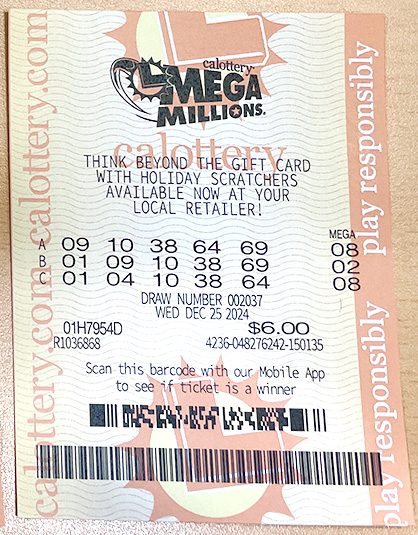 calottery
MEGA
MILLIONS.
calottery
THINK BEYOND THE GIFT CARD
WITH HOLIDAY SCRATCHERS
AVAILABLE NOW AT YOUR
LOCAL RETAILER!
MEGA
A 09 10 38 64 69 08
B 01 09 10 38 69 02
C 01 04 10 38 64 08
DRAW NUMBER 002037
WED DEC 25 2024
01H7954D $6.00
R1036868 4236-048276242-150135
Scan this barcode with our Mobile App
to see if ticket is a winner
calottery.com calottery.com
play responsibly
play responsibly